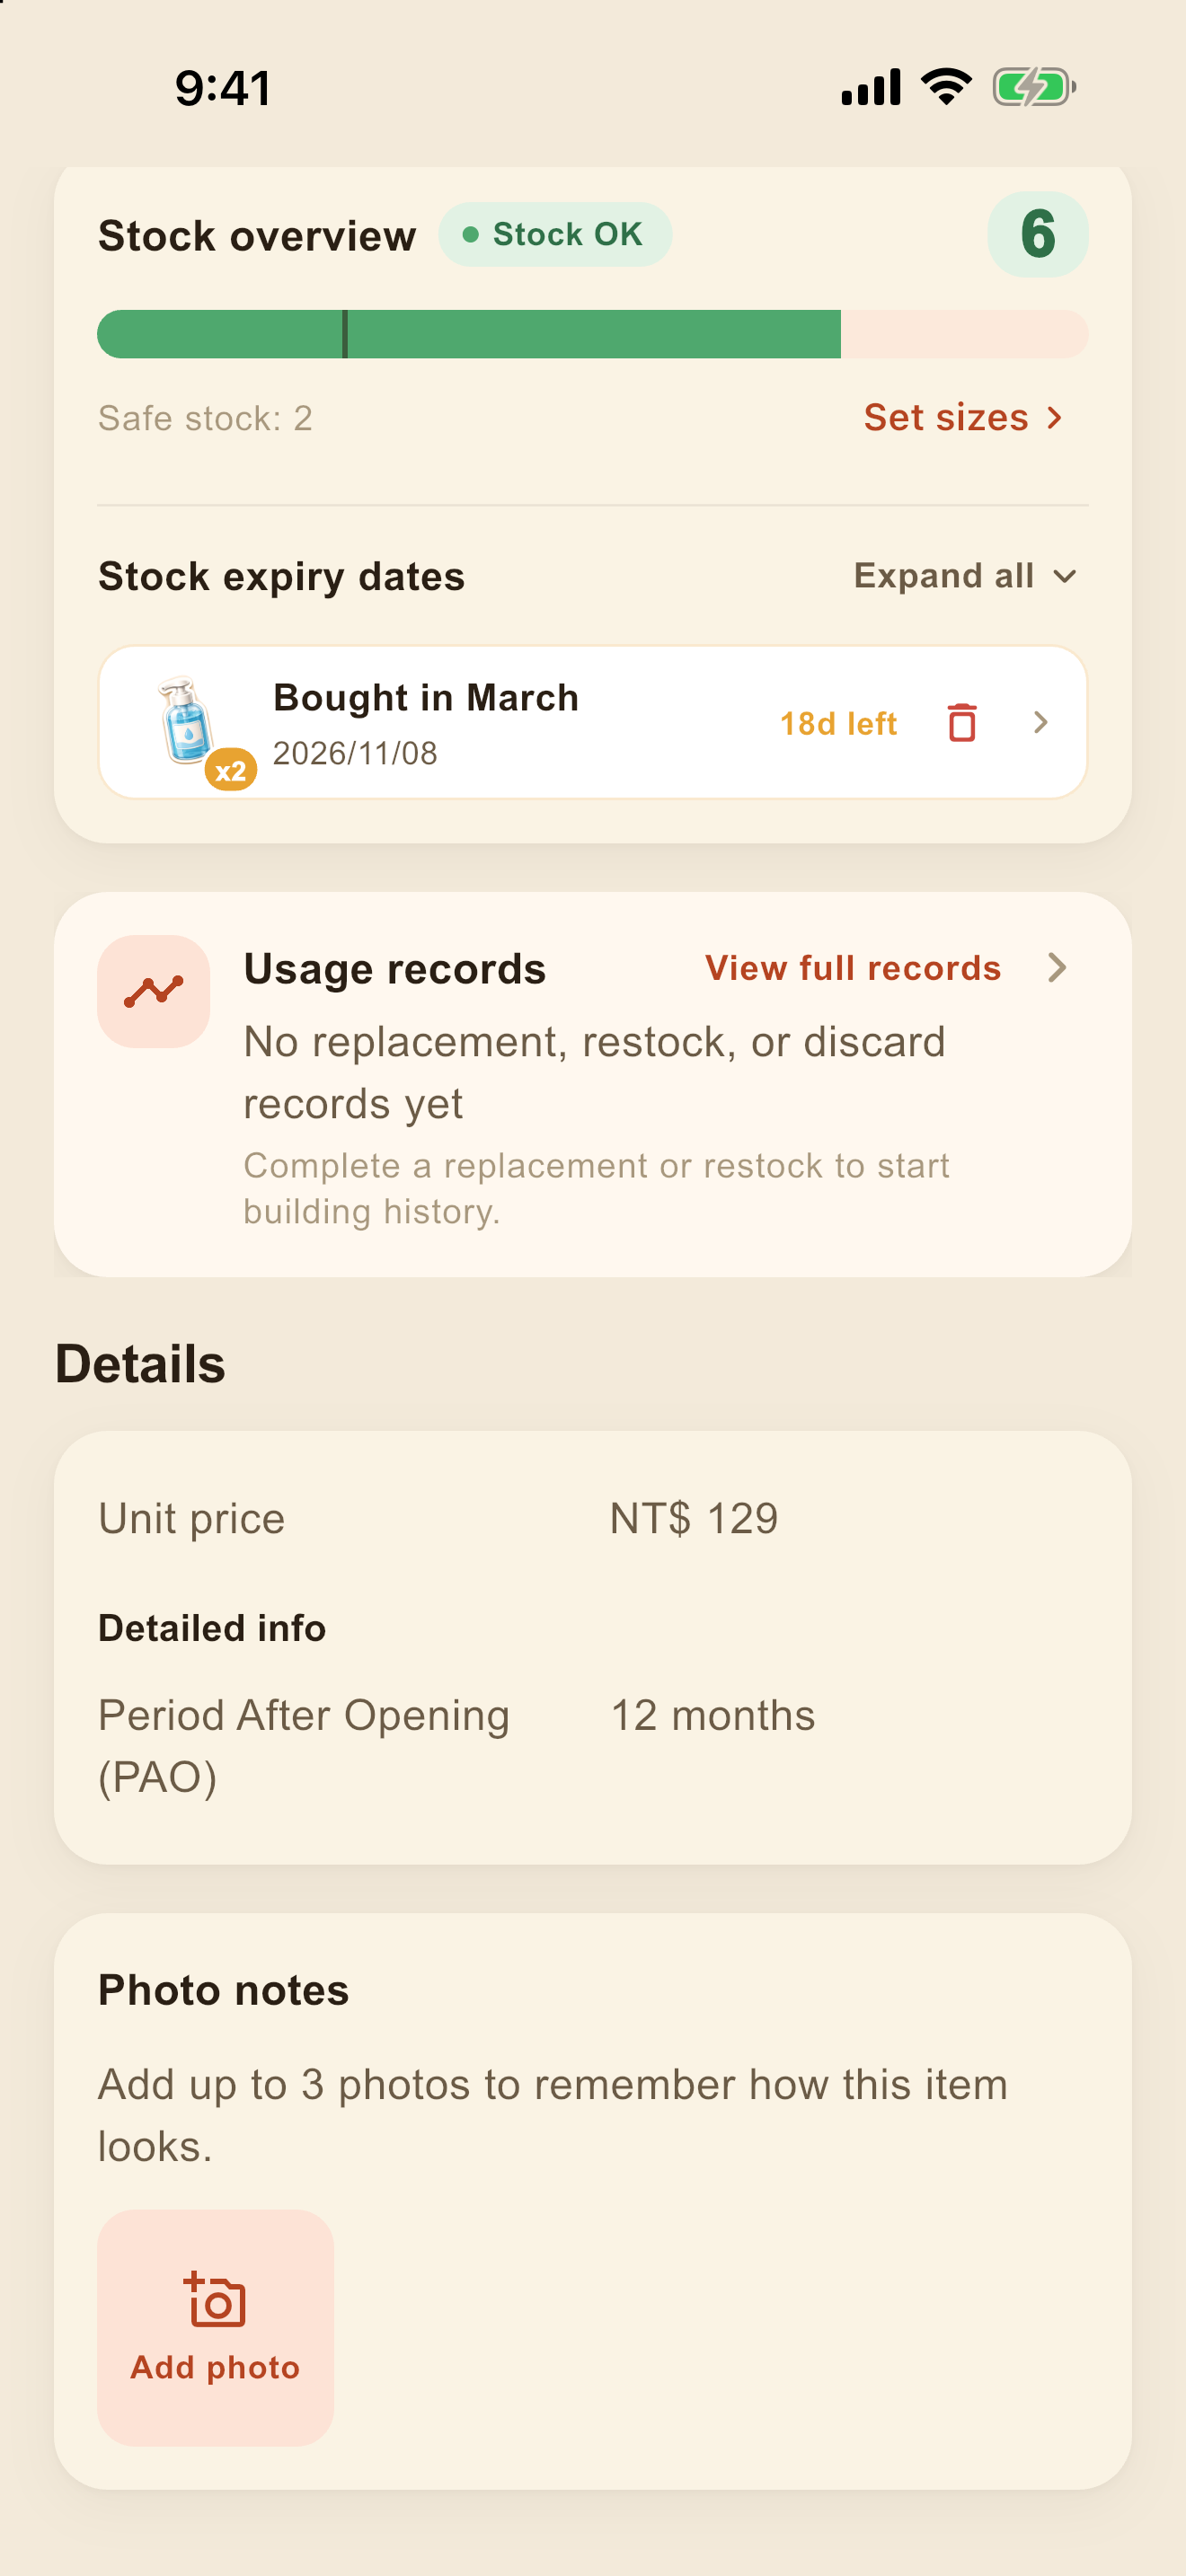 9:41
Stock overview
Stock OK
6
Safe stock: 2
Set sizes
Stock expiry dates
Expand all
Bought in March
2026/11/08
x2
18d left
Usage records
View full records
No replacement, restock, or discard
records yet
Complete a replacement or restock to start
building history.
Details
Unit price
NT$ 129
Detailed info
Period After Opening
(PAO)
12 months
Photo notes
Add up to 3 photos to remember how this item
looks.
Add photo